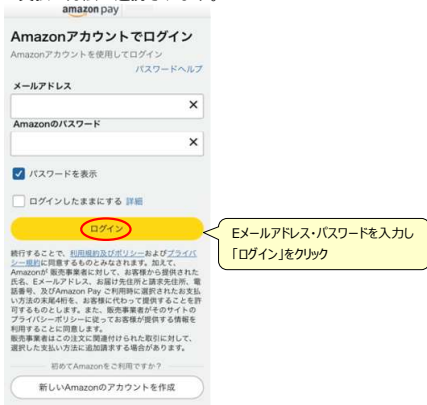 amazon pay
Amazonアカウントでログイン
Amazonアカウントを使用してログイン
パスワードヘルプ
メールアドレス
Amazonのパスワード
パスワードを表示
ログインしたままにする 詳細
ログイン
Eメールアドレス・パスワードを入力し
「ログイン」をクリック
続行することで、利用規約及びポリシーおよびプライバ
シー規約に同意するものとみなされます。加えて、
Amazonが 販売事業者に対して、お客様から提供された
氏名、Eメールアドレス、お届け先住所と請求先住所、電
話番号、及びAmazon Pay ご利用時に選択されたお支払
い方法の末尾4桁を、お客様に代わって提供することを許
可するものとします。また、販売事業者がそのサイトの
プライバシーポリシーに従ってお客様が提供する情報を
利用することに同意します。
販売事業者はこの注文に関連付けられた取引に対して、
選択した支払い方法に追加請求する場合があります。
初めてAmazonをご利用ですか？
新しいAmazonのアカウントを作成